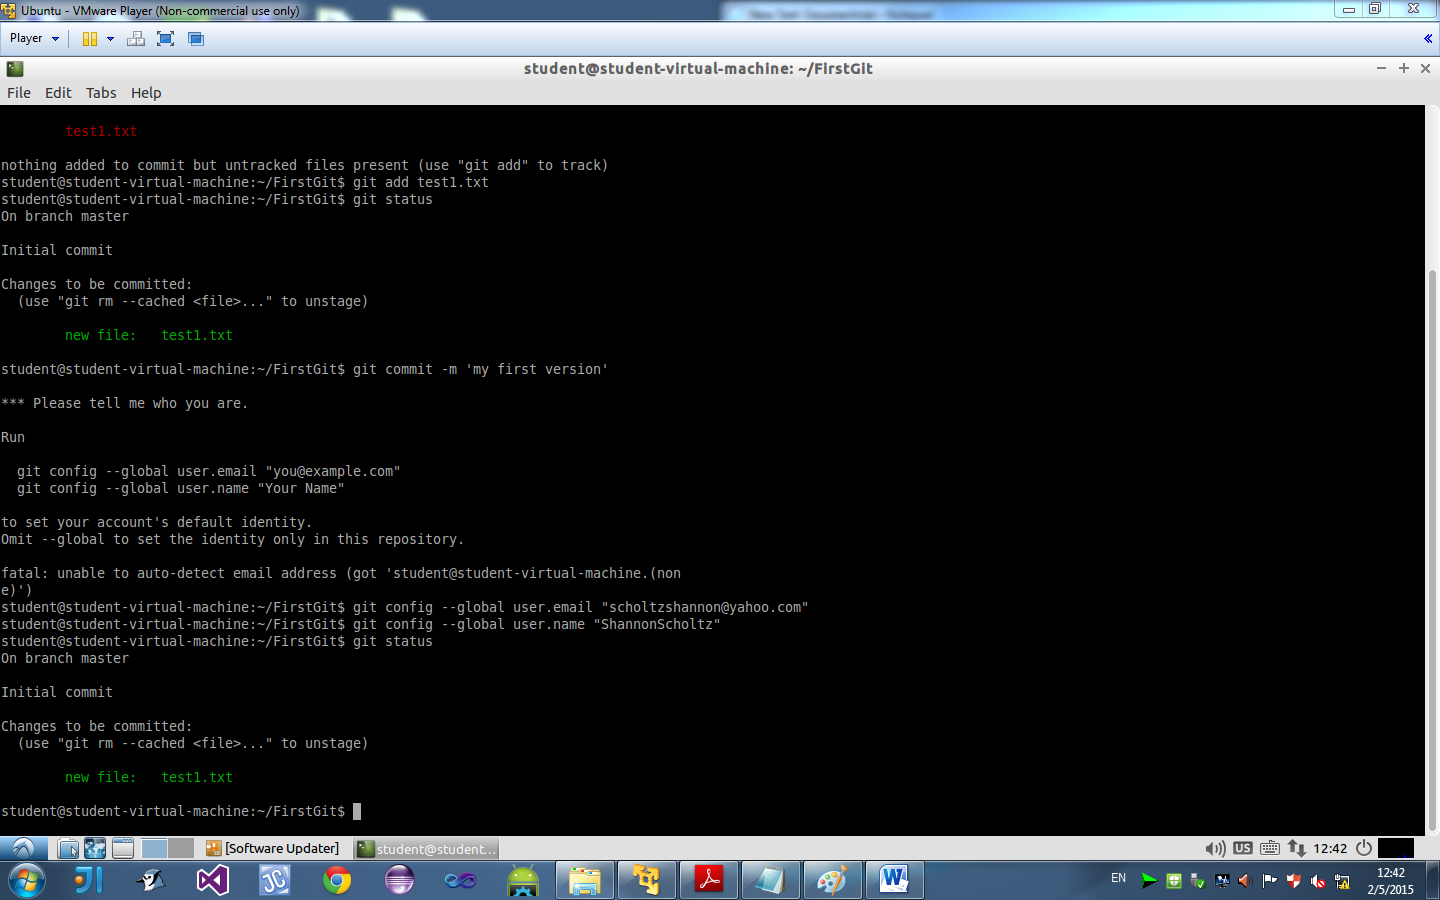 Ubuntu - VMware Player (Non-commercial use only)
Player
student@student-virtual-machine: ~/FirstGit
File Edit Tabs Help
test1.txt
nothing added to commit but untracked files present (use "git add" to track)
student@student-virtual-machine:~/FirstGit$ git add test1.txt
student@student-virtual-machine:~/FirstGit$ git status
On branch master
Initial commit
Changes to be committed:
(use "git rm --cached <file>..." to unstage)
new file: test1.txt
student@student-virtual-machine:~/FirstGit$ git commit -m 'my first version'
*** Please tell me who you are.
Run
git config --global user.email "you@example.com"
git config --global user.name "Your Name"
to set your account's default identity.
Omit --global to set the identity only in this repository.
fatal: unable to auto-detect email address (got 'student@student-virtual-machine.(non
e)')
student@student-virtual-machine:~/FirstGit$ git config --global user.email "scholtzshannon@yahoo.com"
student@student-virtual-machine:~/FirstGit$ git config --global user.name "ShannonScholtz"
student@student-virtual-machine:~/FirstGit$ git status
On branch master
Initial commit
Changes to be committed:
(use "git rm --cached <file>..." to unstage)
new file: test1.txt
student@student-virtual-machine:~/FirstGit$
[Software Updater] student@student... US 12:42
EN 12:42
2/5/2015